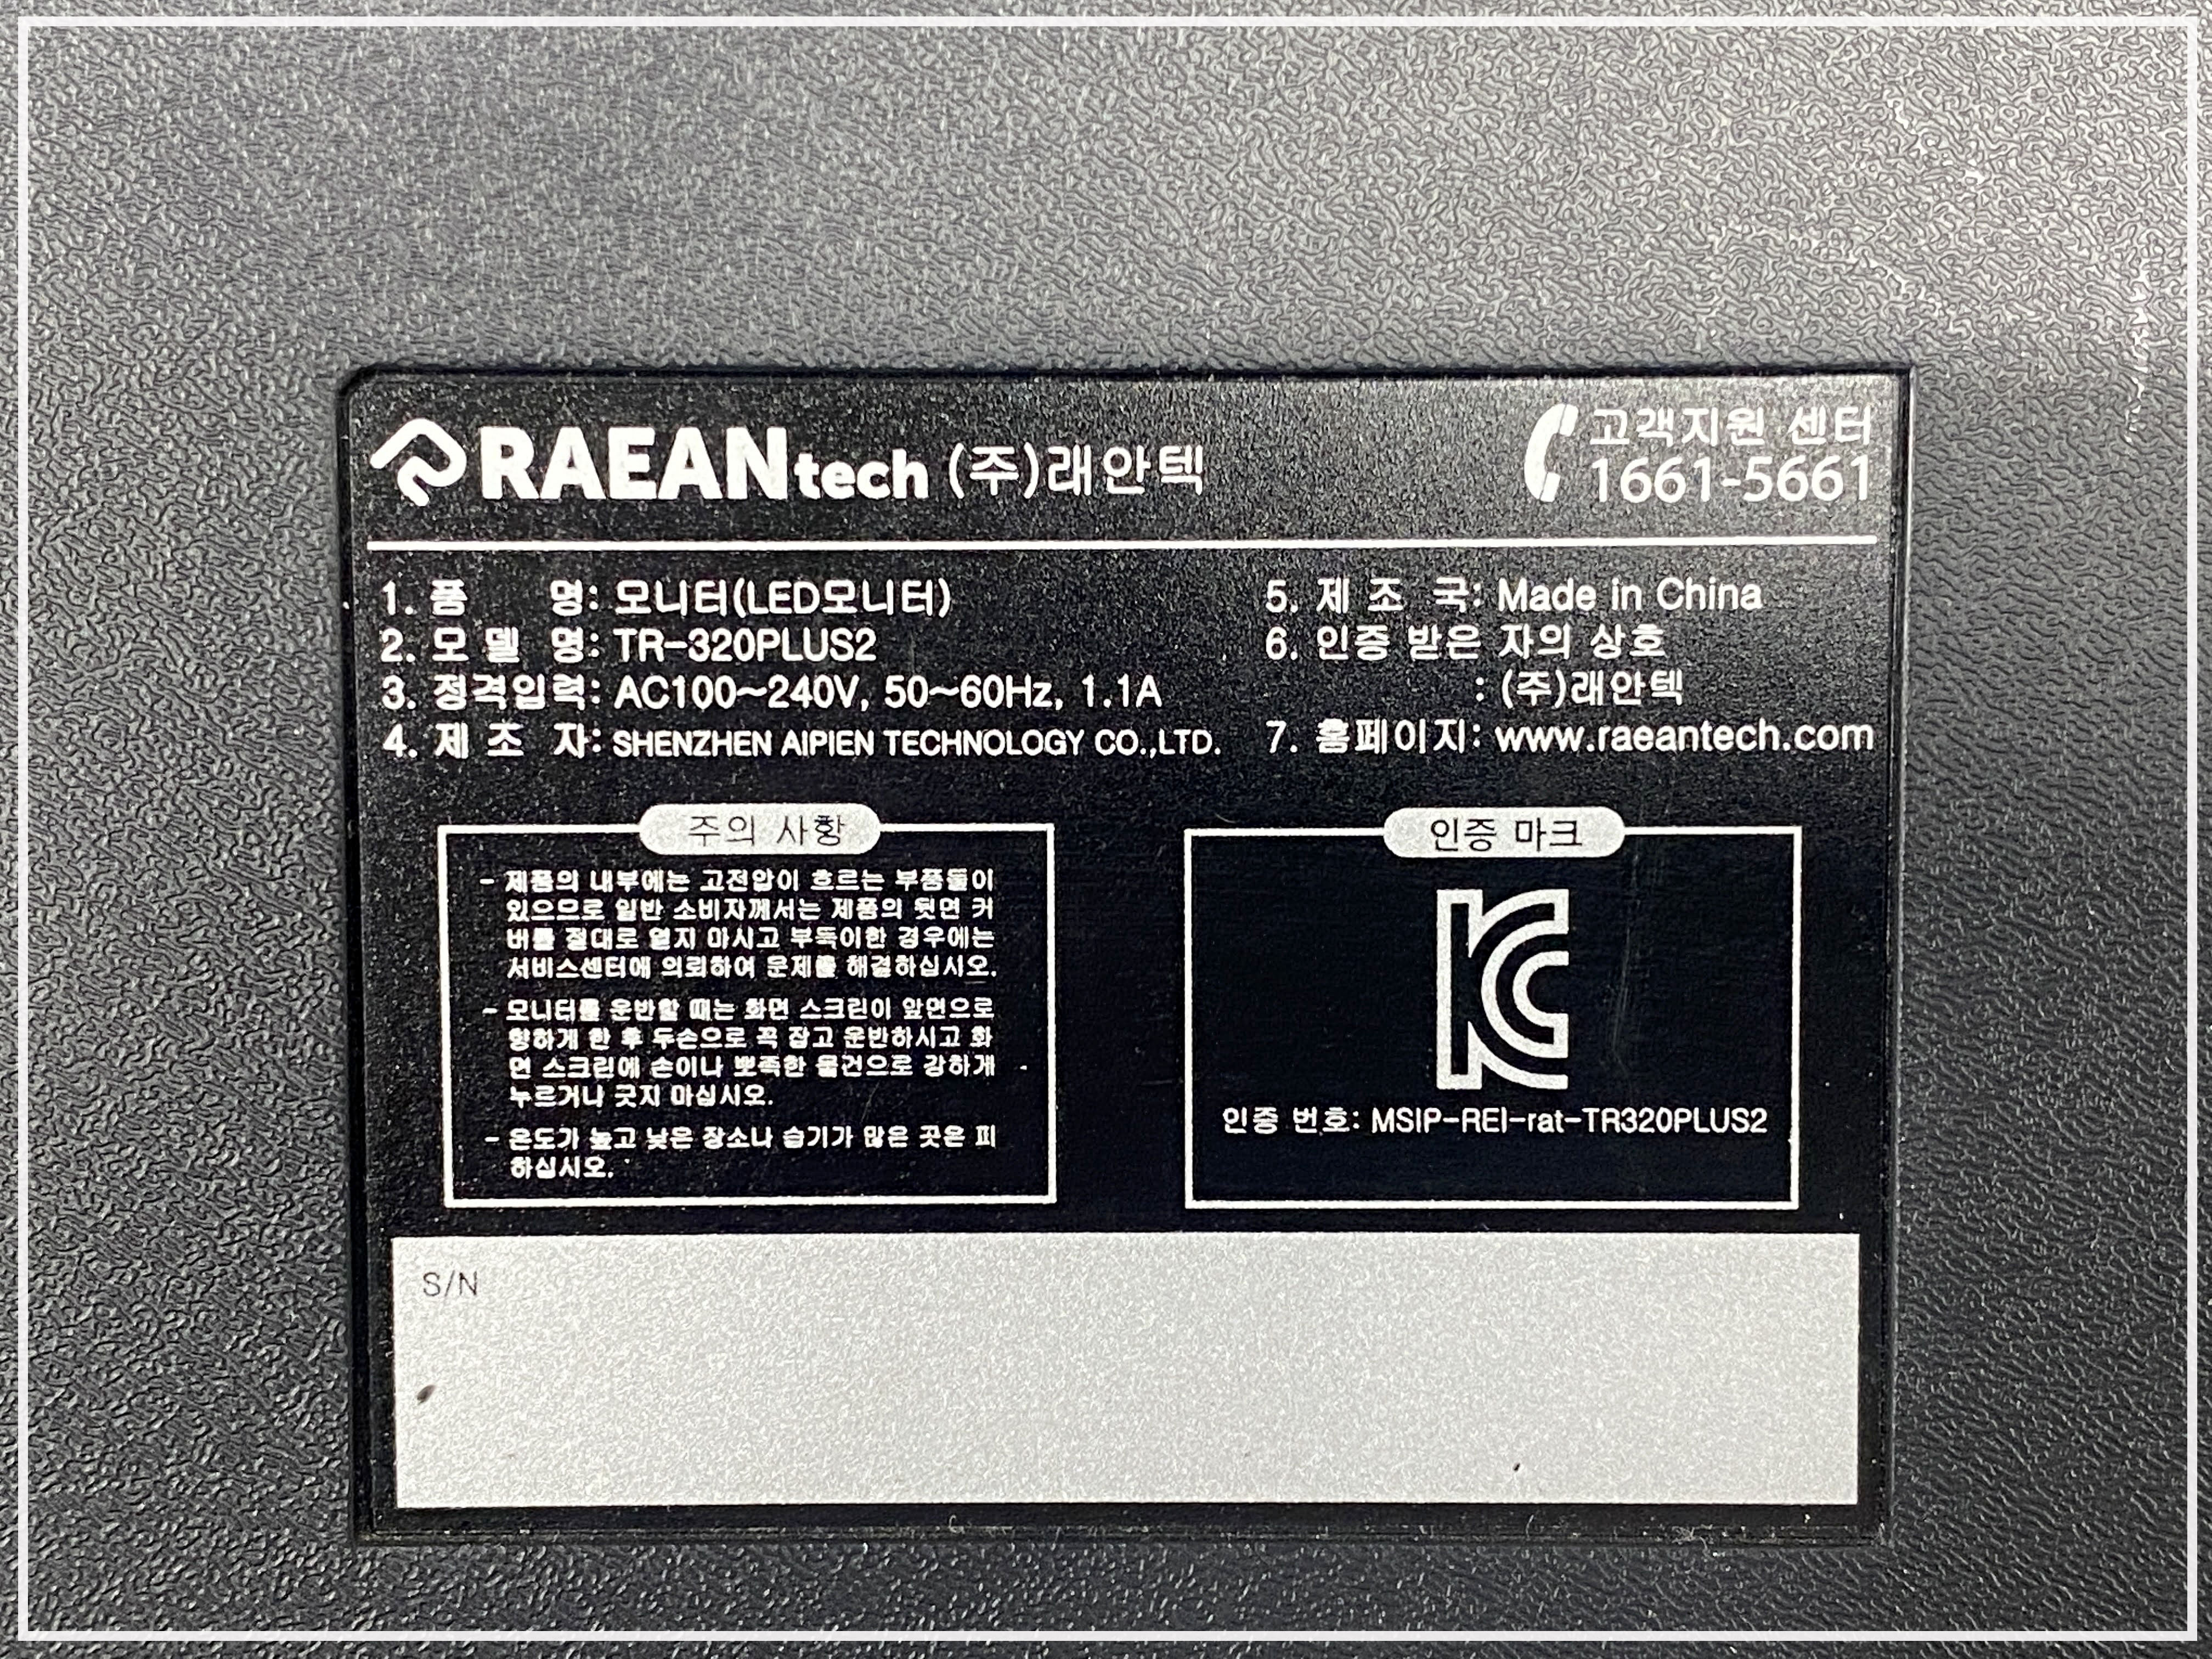 RAEANtech (주)래안텍
고객지원 센터
1661-5661
1. 품 명: 모니터(LED모니터)
2. 모 델 명: TR-320PLUS2
3. 정격입력: AC100~240V, 50~60Hz, 1.1A
4. 제 조 자: SHENZHEN AIPIEN TECHNOLOGY CO.,LTD.
5. 제 조 국: Made in China
6. 인증 받은 자의 상호
: (주)래안텍
7. 홈페이지: www.raeantech.com
주의 사항
- 제품의 내부에는 고전압이 흐르는 부품들이
있으므로 일반 소비자께서는 제품의 뒷면 커
버를 절대로 열지 마시고 부득이한 경우에는
서비스센터에 의뢰하여 문제를 해결하십시오.
- 모니터를 운반할 때는 화면 스크린이 앞면으로
향하게 한 후 두손으로 꼭 잡고 운반하시고 화
면 스크린에 손이나 뾰족한 물건으로 강하게
누르거나 긋지 마십시오.
- 온도가 높고 낮은 장소나 습기가 많은 곳은 피
하십시오.
인증 마크
KC
인증 번호: MSIP-REI-rat-TR320PLUS2
S/N